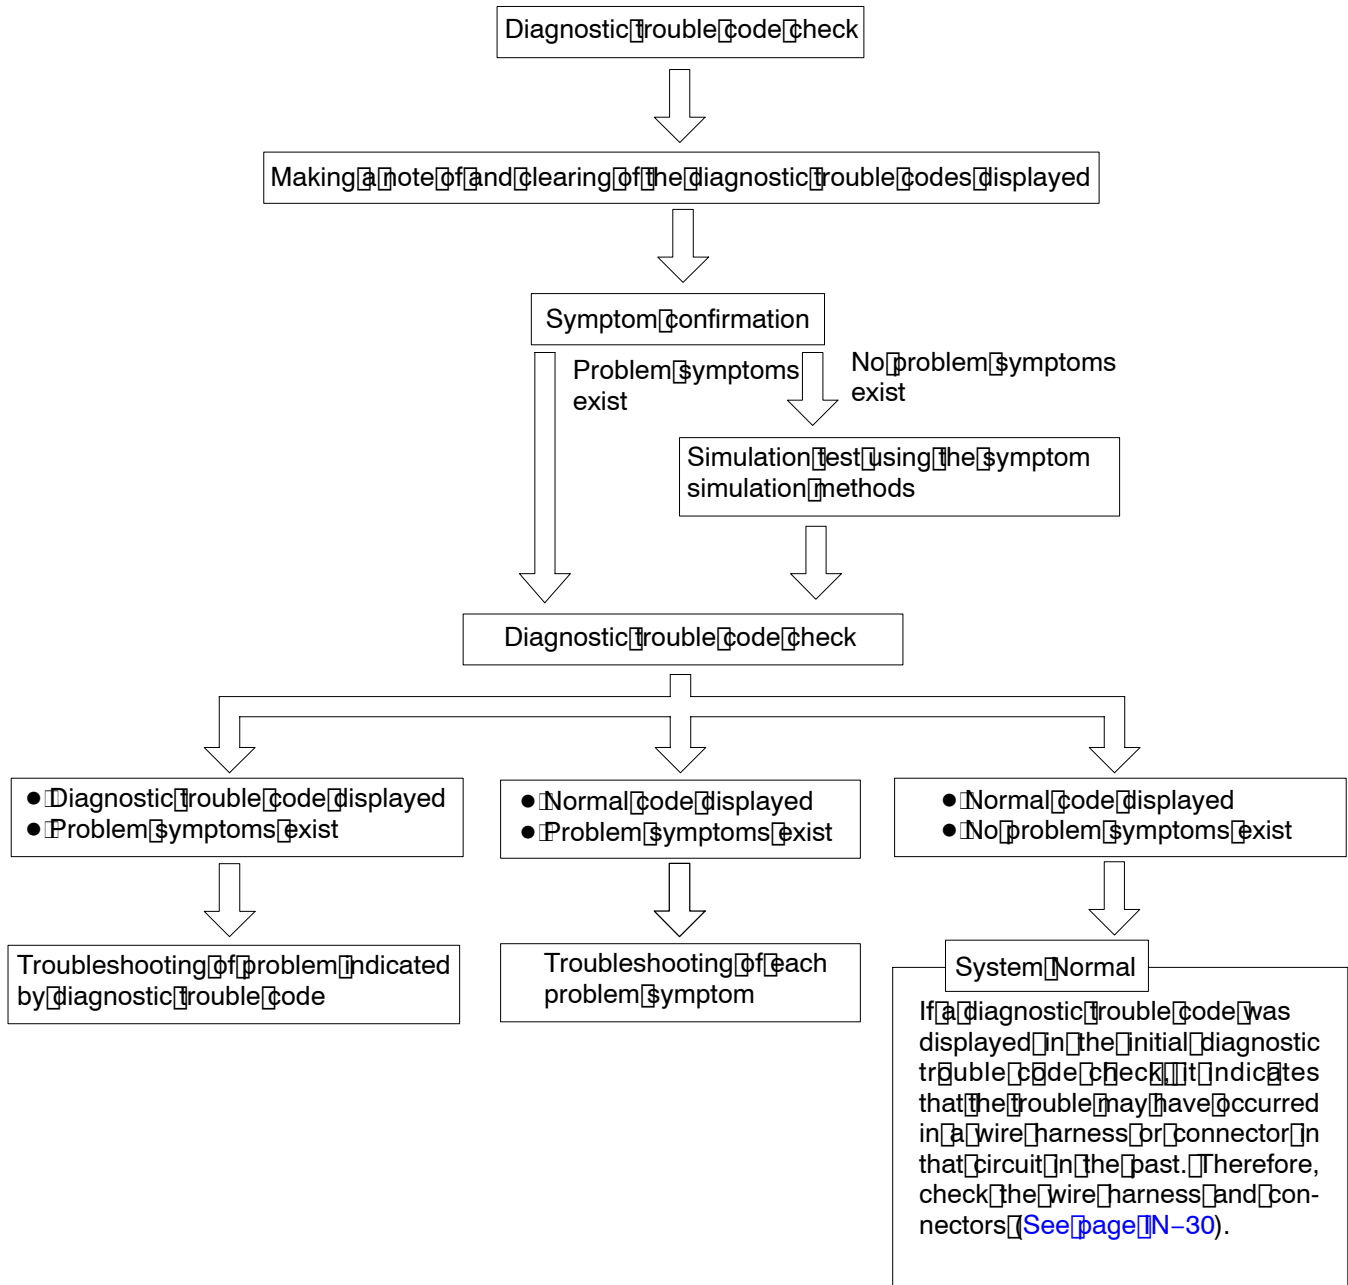 Diagnostic trouble code check
Making a note of and clearing of the diagnostic trouble codes displayed
Symptom confirmation
Problem symptoms
exist
No problem symptoms
exist
Simulation test using the symptom
simulation methods
Diagnostic trouble code check
● Diagnostic trouble code displayed
● Problem symptoms exist
● Normal code displayed
● Problem symptoms exist
● Normal code displayed
● No problem symptoms exist
Troubleshooting of problem indicated
by diagnostic trouble code
Troubleshooting of each
problem symptom
System Normal
If a diagnostic trouble code was
displayed in the initial diagnostic
trouble code check, it indicates
that the trouble may have occurred
in a wire harness or connector in
that circuit in the past. Therefore,
check the wire harness and con-
nectors (See page IN−30).